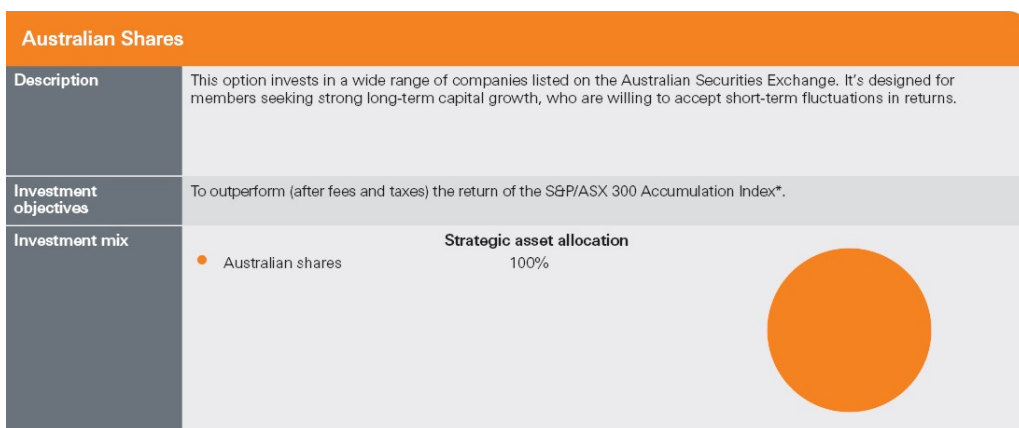 Australian Shares
Description
This option invests in a wide range of companies listed on the Australian Securities Exchange. It's designed for
members seeking strong long-term capital growth, who are willing to accept short-term fluctuations in returns.
Investment
objectives
To outperform (after fees and taxes) the return of the S&P/ASX 300 Accumulation Index*.
Investment mix
Strategic asset allocation
Australian shares 100%